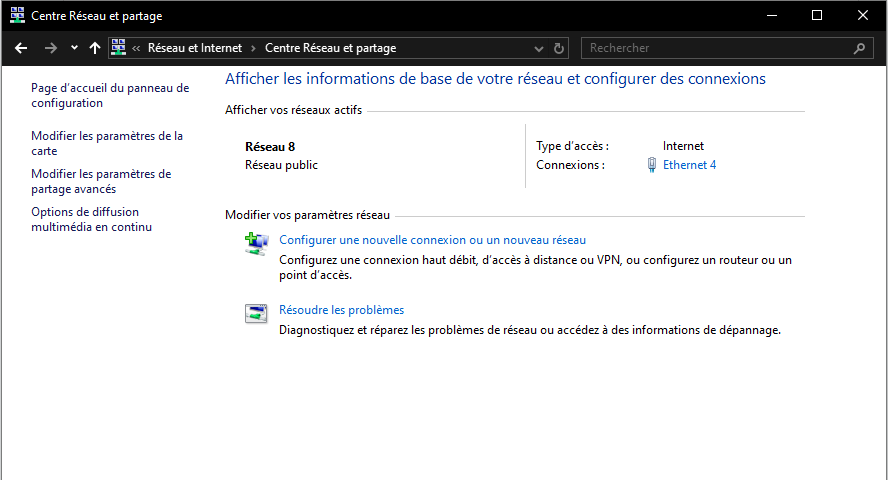 Centre Réseau et partage
« Réseau et Internet > Centre Réseau et partage
Rechercher
Page d'accueil du panneau de
configuration
Modifier les paramètres de la
carte
Modifier les paramètres de
partage avancés
Options de diffusion
multimédia en continu
Afficher les informations de base de votre réseau et configurer des connexions
Afficher vos réseaux actifs
Réseau 8
Réseau public
Type d'accès : Internet
Connexions : Ethernet 4
Modifier vos paramètres réseau
Configurer une nouvelle connexion ou un nouveau réseau
Configurez une connexion haut débit, d'accès à distance ou VPN, ou configurez un routeur ou un
point d'accès.
Résoudre les problèmes
Diagnostiquez et réparez les problèmes de réseau ou accédez à des informations de dépannage.